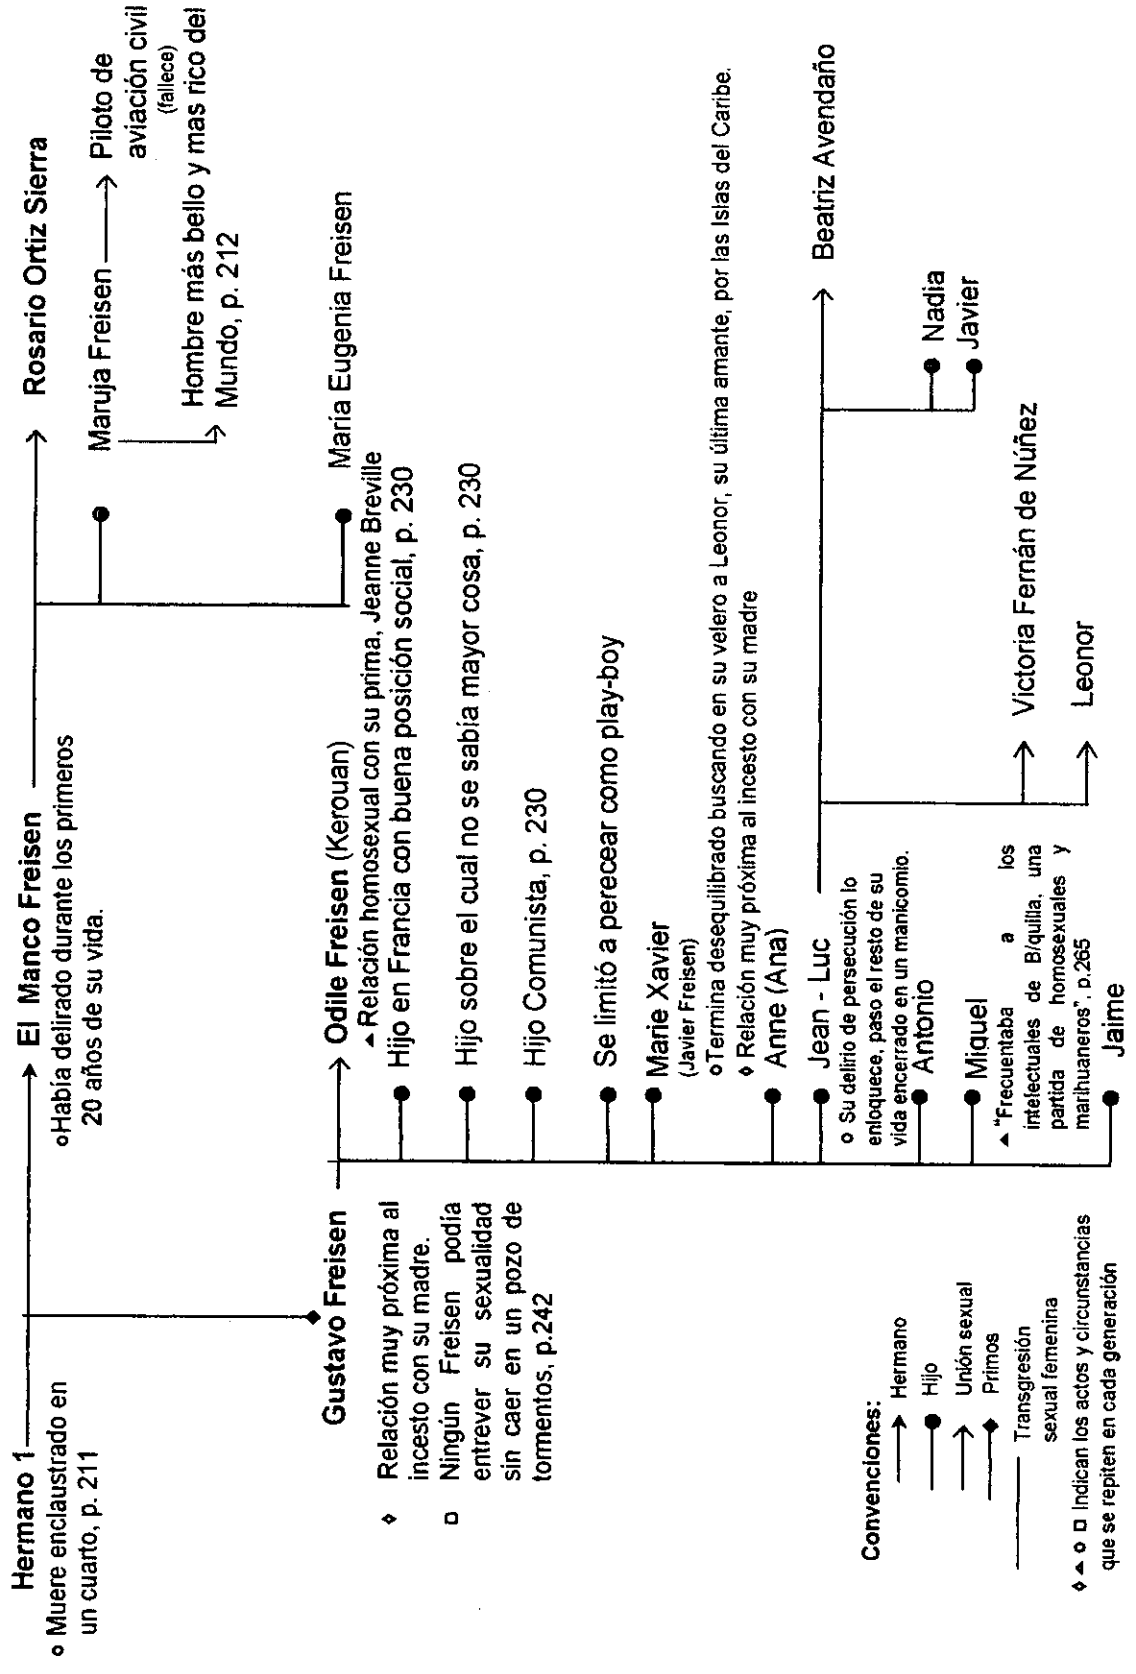 Hermano 1
o Muere enclaustrado en
un cuarto, p. 211
El Manco Freisen
oHabía delirado durante los primeros
20 años de su vida.
Rosario Ortiz Sierra
Maruja Freisen
Piloto de
aviación civil
(fallece)
Hombre más bello y mas rico del
Mundo, p. 212
María Eugenia Freisen
Gustavo Freisen
◊ Relación muy próxima al
incesto con su madre.
□ Ningún Freisen podía
entrever su sexualidad
sin caer en un pozo de
tormentos, p.242
Odile Freisen (Kerouan)
▲ Relación homosexual con su prima, Jeanne Breville
Hijo en Francia con buena posición social, p. 230
Hijo sobre el cual no se sabía mayor cosa, p. 230
Hijo Comunista, p. 230
Se limitó a perecear como play-boy
Marie Xavier
(Javier Freisen)
o Termina desequilibrado buscando en su velero a Leonor, su última amante, por las Islas del Caribe.
◊ Relación muy próxima al incesto con su madre
Anne (Ana)
Jean - Luc
Beatriz Avendaño
Nadia
Javier
Victoria Fernán de Núñez
Leonor
o Su delirio de persecución lo
enloquece, paso el resto de su
vida encerrado en un manicomio.
Antonio
Miguel
▲ "Frecuentaba a los
intelectuales de B/quilla, una
partida de homosexuales y
marihuaneros", p.265
Jaime
Convenciones:
Hermano
Hijo
Unión sexual
Primos
Transgresión
sexual femenina
◊ ▲ o □ Indican los actos y circunstancias
que se repiten en cada generación